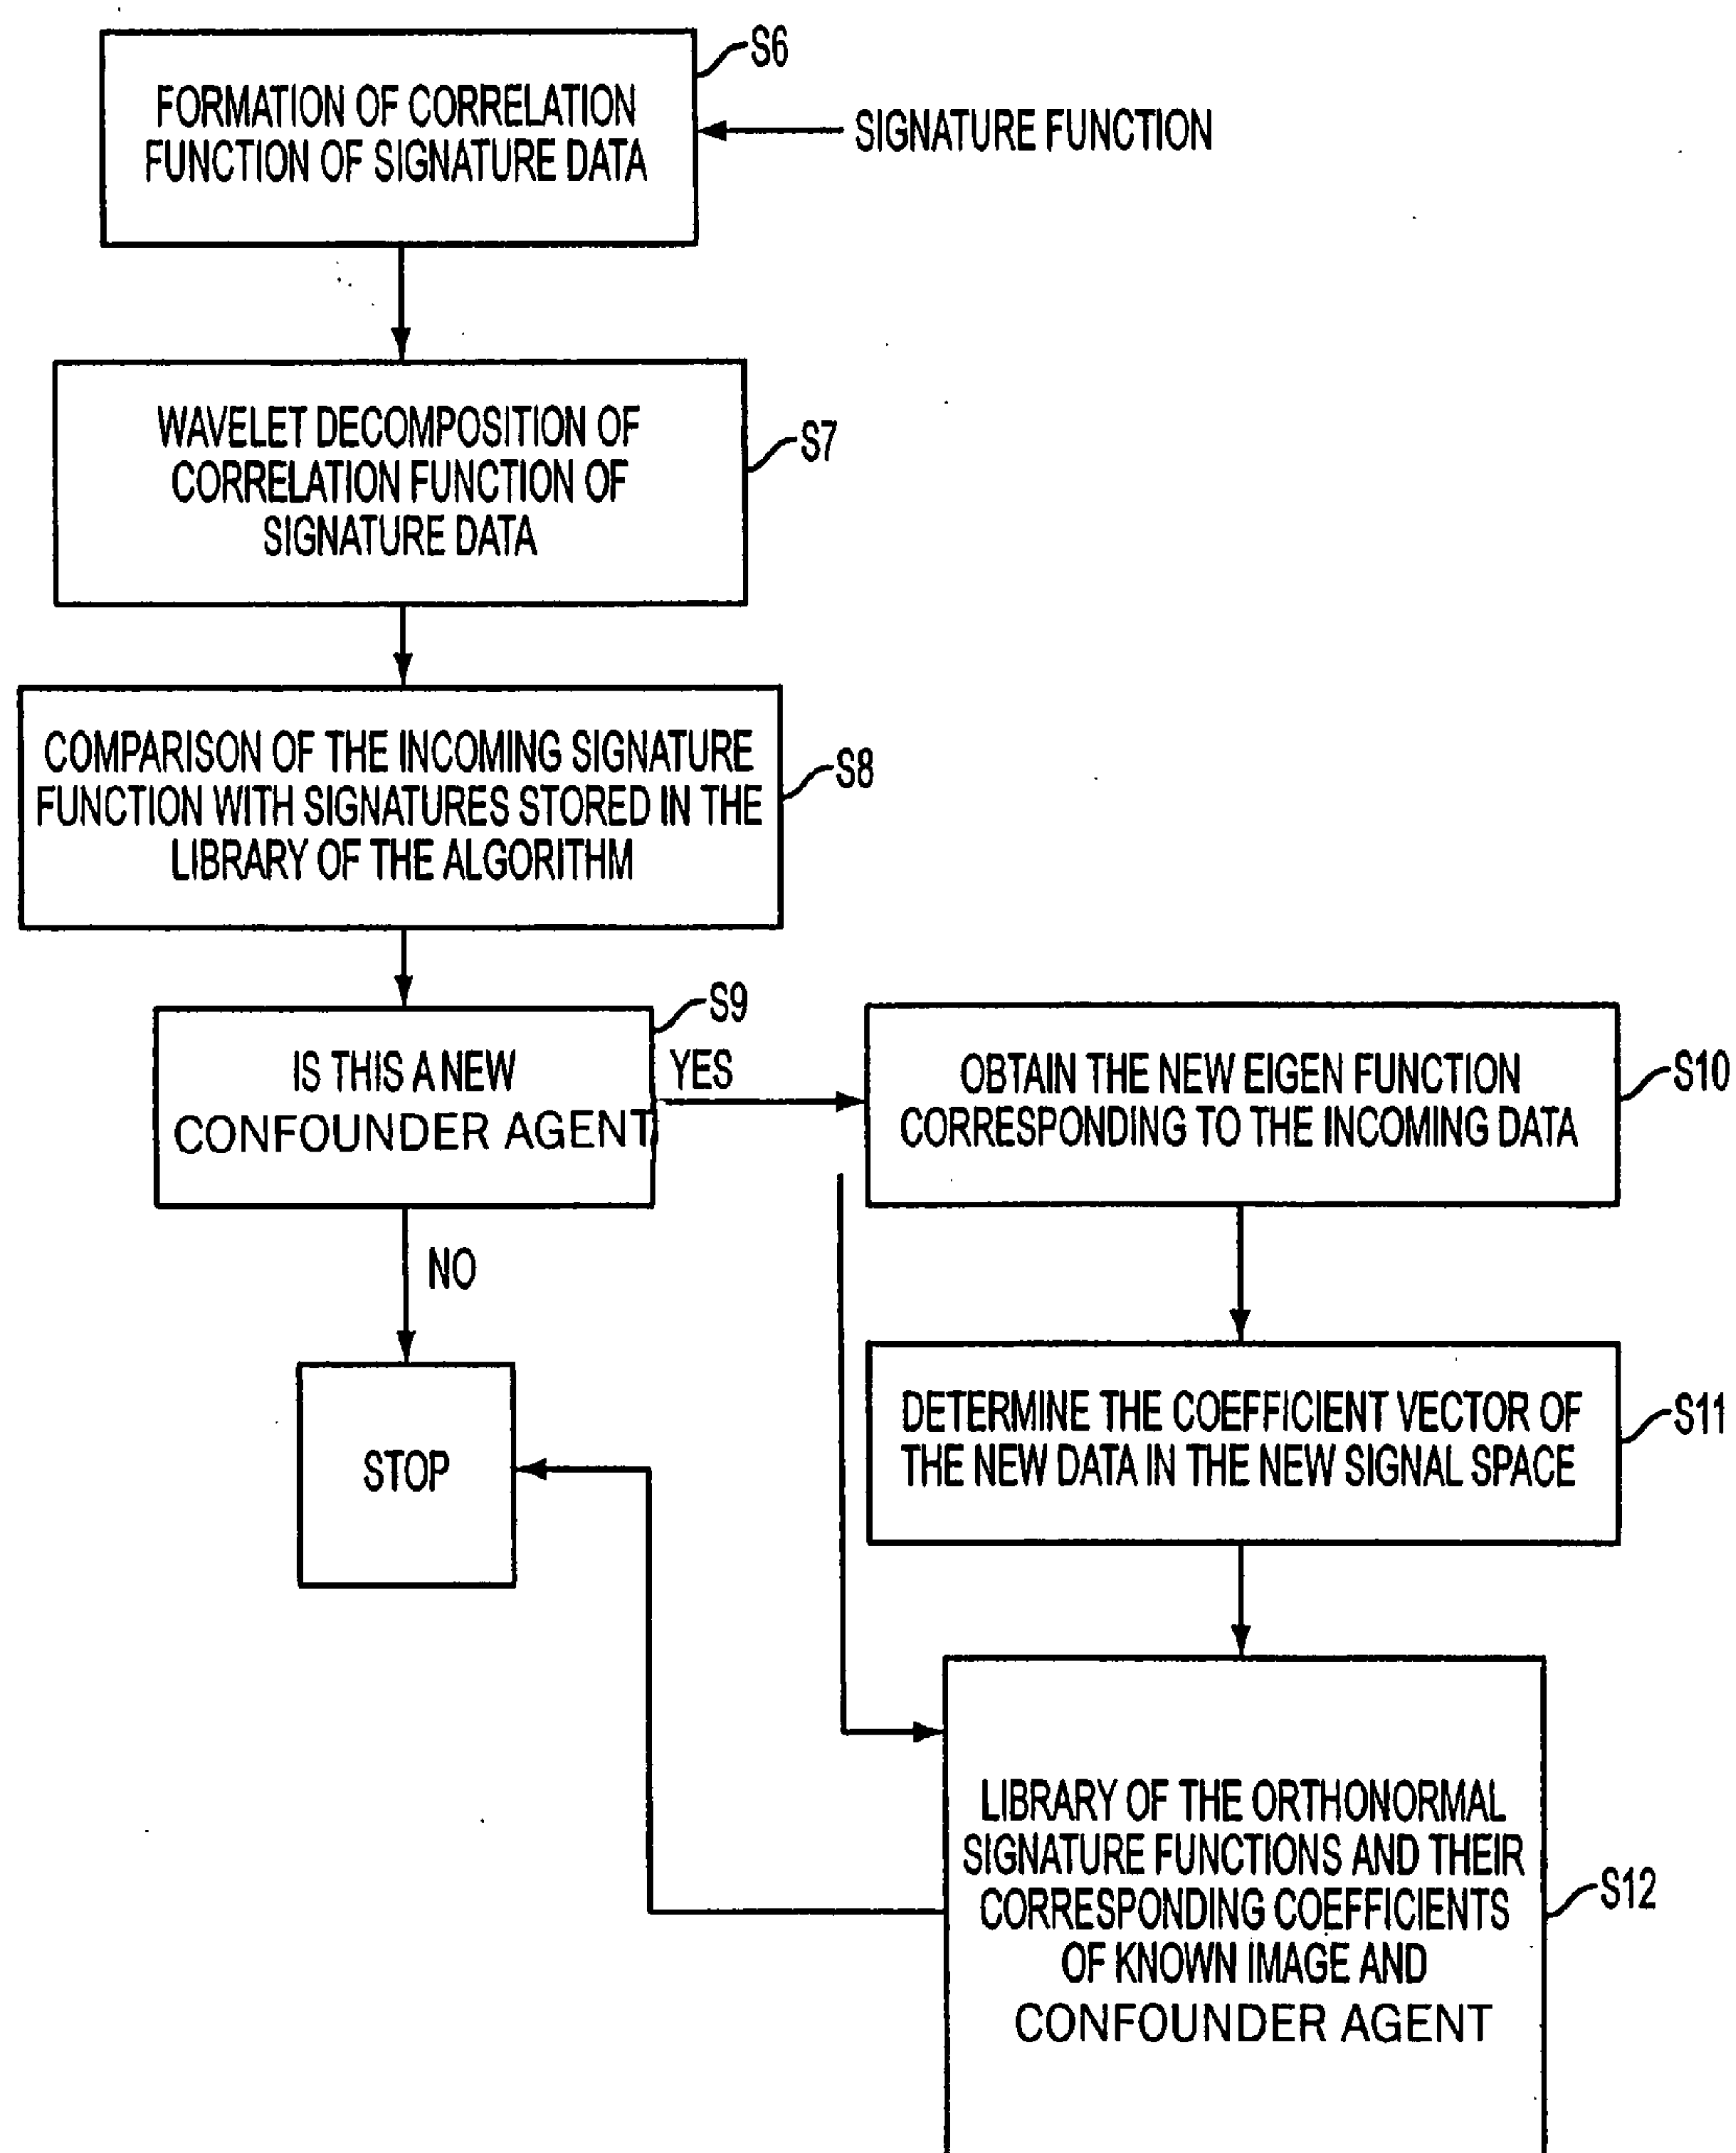 S6
FORMATION OF CORRELATION
FUNCTION OF SIGNATURE DATA
SIGNATURE FUNCTION
WAVELET DECOMPOSITION OF
CORRELATION FUNCTION OF
SIGNATURE DATA
S7
COMPARISON OF THE INCOMING SIGNATURE
FUNCTION WITH SIGNATURES STORED IN THE
LIBRARY OF THE ALGORITHM
S8
S9
IS THIS A NEW
CONFOUNDER AGENT
YES
NO
OBTAIN THE NEW EIGEN FUNCTION
CORRESPONDING TO THE INCOMING DATA
S10
STOP
DETERMINE THE COEFFICIENT VECTOR OF
THE NEW DATA IN THE NEW SIGNAL SPACE
S11
LIBRARY OF THE ORTHONORMAL
SIGNATURE FUNCTIONS AND THEIR
CORRESPONDING COEFFICIENTS
OF KNOWN IMAGE AND
CONFOUNDER AGENT
S12